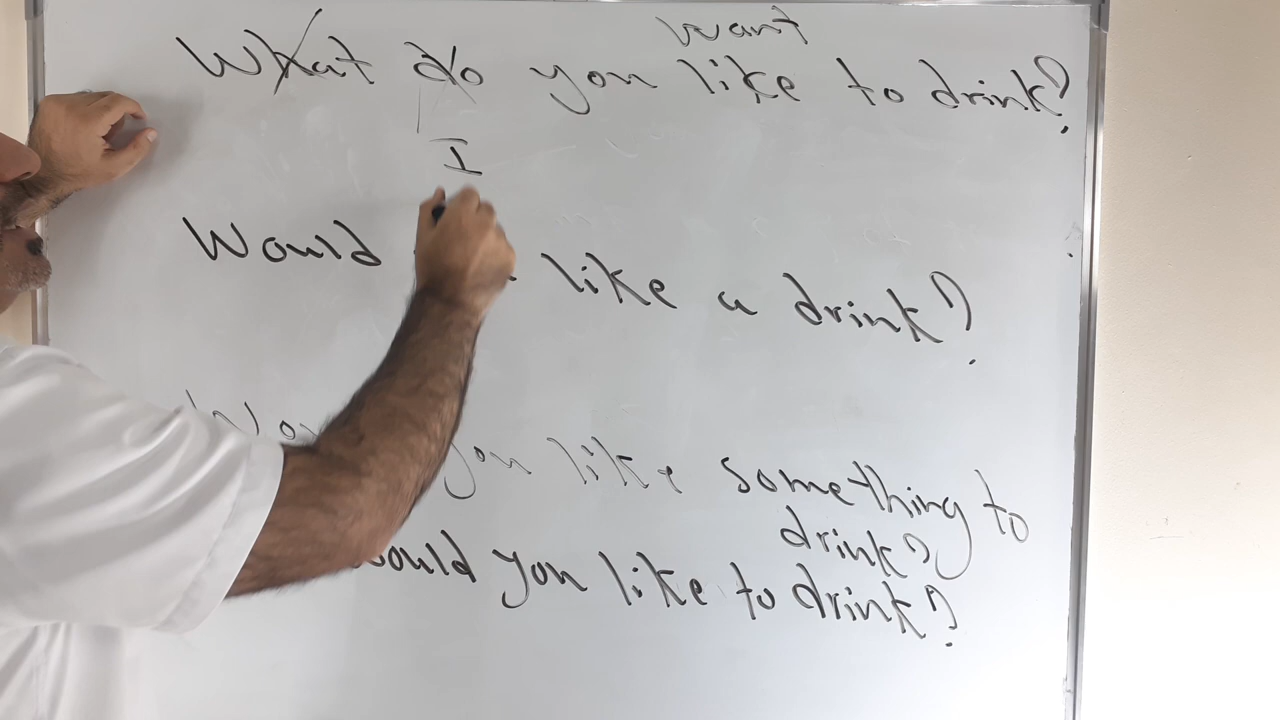 want
What do you like to drink?
I
Would like a drink?
you like something to
drink?
would you like to drink?